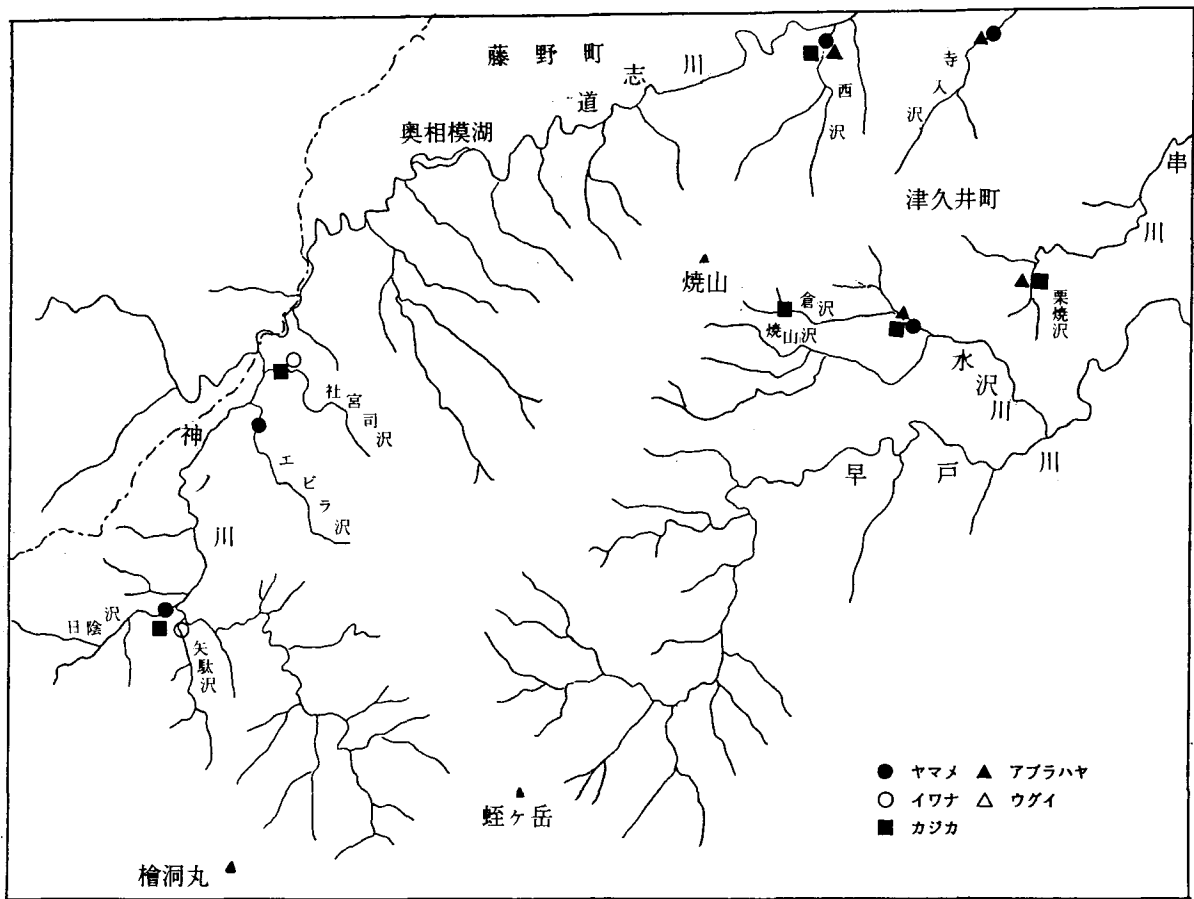 藤野町
道志川
奥相模湖
西沢
寺入沢
津久井町
串川
焼山
倉沢
焼山沢
栗焼沢
水沢川
早戸川
社宮司沢
神ノ川
エビラ沢
日陰沢
矢駄沢
蛭ヶ岳
檜洞丸
ヤマメ アブラハヤ
イワナ ウグイ
カジカ